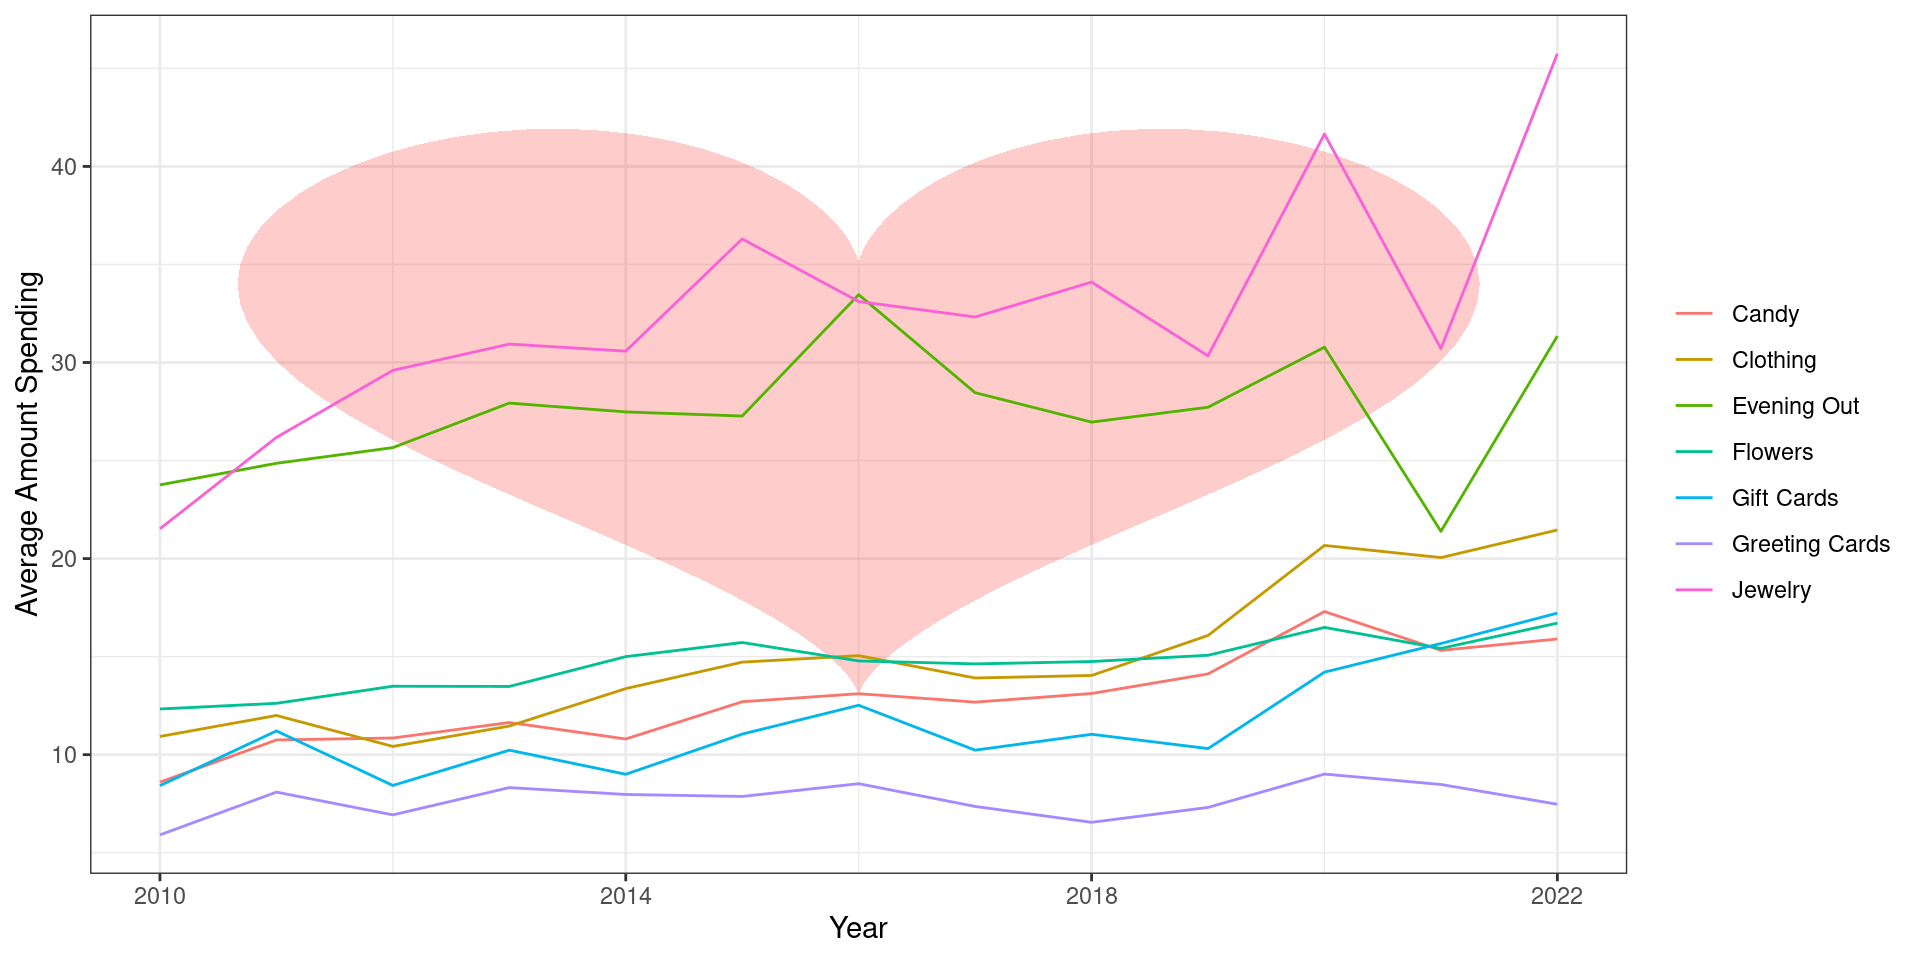 Average Amount Spending
40
30
20
10
2010
2014
2018
2022
Year
Candy
Clothing
Evening Out
Flowers
Gift Cards
Greeting Cards
Jewelry